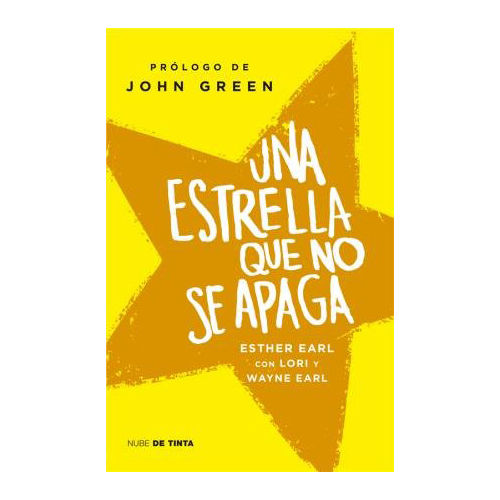 PRÓLOGO DE
JOHN GREEN
UNA
ESTRELLA
QUE NO
SE APAGA
ESTHER EARL
CON LORI Y
WAYNE EARL
NUBE DE TINTA